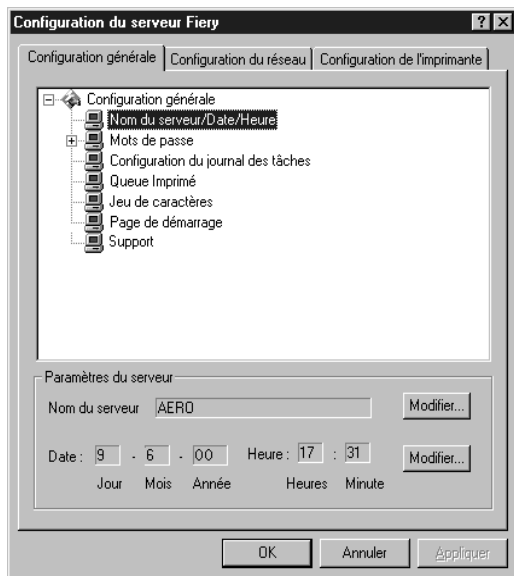 Configuration du serveur Fiery
Configuration générale Configuration du réseau Configuration de l'imprimante
Configuration générale
Nom du serveur/Date/Heure
Mots de passe
Configuration du journal des tâches
Queue Imprimé
Jeu de caractères
Page de démarrage
Support
Paramètres du serveur
Nom du serveur AERO Modifier...
Date : 9 - 6 - 00 Heure : 17 : 31 Modifier...
Jour Mois Année Heures Minute
OK Annuler Appliquer